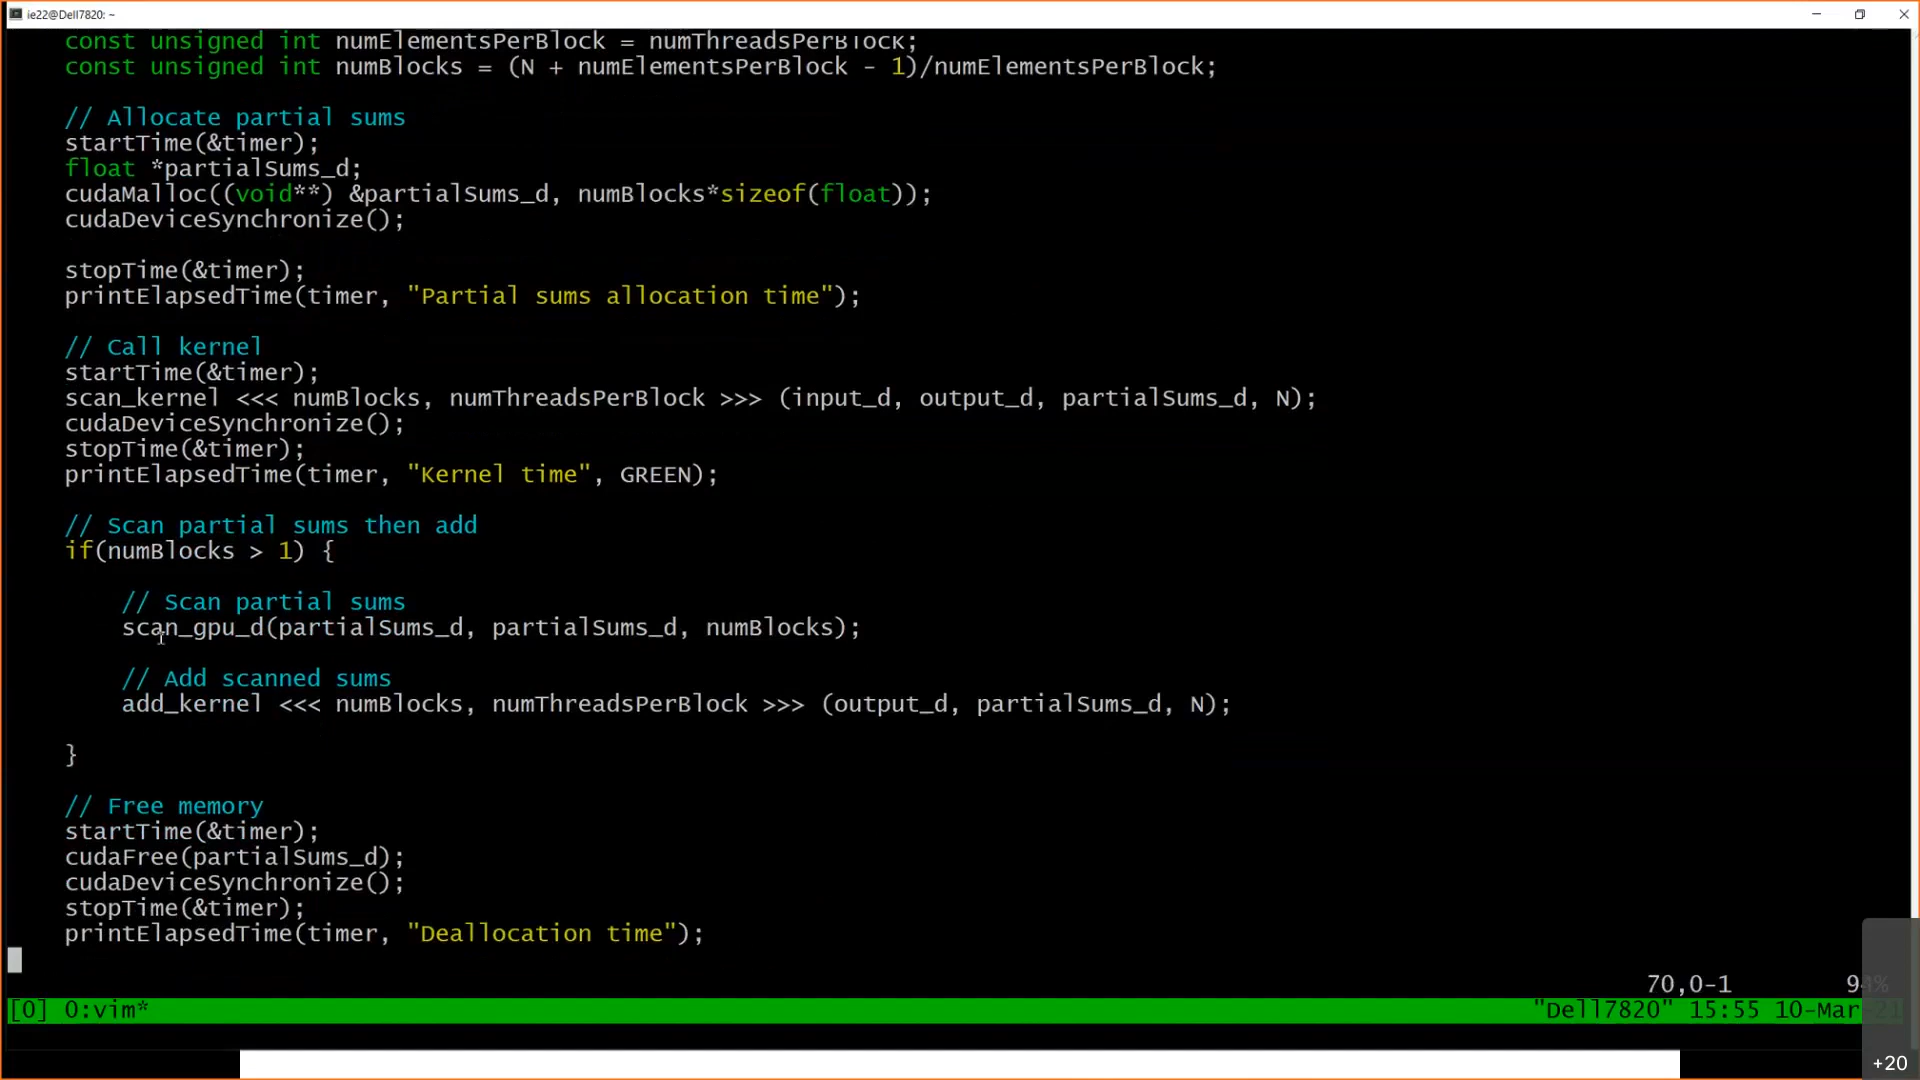 ie22@Dell7820: ~
const unsigned int numElementsPerBlock = numThreadsPerBlock;
const unsigned int numBlocks = (N + numElementsPerBlock - 1)/numElementsPerBlock;
// Allocate partial sums
startTime(&timer);
float *partialSums_d;
cudaMalloc((void**) &partialSums_d, numBlocks*sizeof(float));
cudaDeviceSynchronize();
stopTime(&timer);
printElapsedTime(timer, "Partial sums allocation time");
// Call kernel
startTime(&timer);
scan_kernel <<< numBlocks, numThreadsPerBlock >>> (input_d, output_d, partialSums_d, N);
cudaDeviceSynchronize();
stopTime(&timer);
printElapsedTime(timer, "Kernel time", GREEN);
// Scan partial sums then add
if(numBlocks > 1) {
// Scan partial sums
scan_gpu_d(partialSums_d, partialSums_d, numBlocks);
// Add scanned sums
add_kernel <<< numBlocks, numThreadsPerBlock >>> (output_d, partialSums_d, N);
}
// Free memory
startTime(&timer);
cudaFree(partialSums_d);
cudaDeviceSynchronize();
stopTime(&timer);
printElapsedTime(timer, "Deallocation time");
70,0-1 94%
[0] 0:vim* "Dell7820" 15:55 10-Mar-21
+20